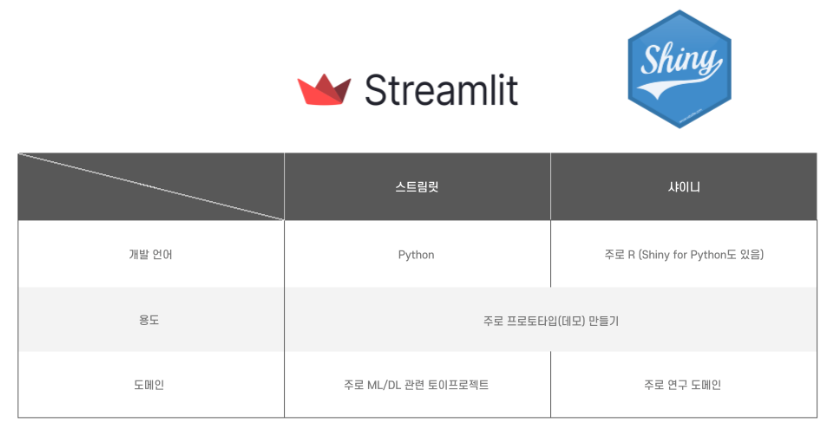 Streamlit
Shiny
스트림릿
샤이니
개발 언어
Python
주로 R (Shiny for Python도 있음)
용도
주로 프로토타입(데모) 만들기
도메인
주로 ML/DL 관련 토이프로젝트
주로 연구 도메인